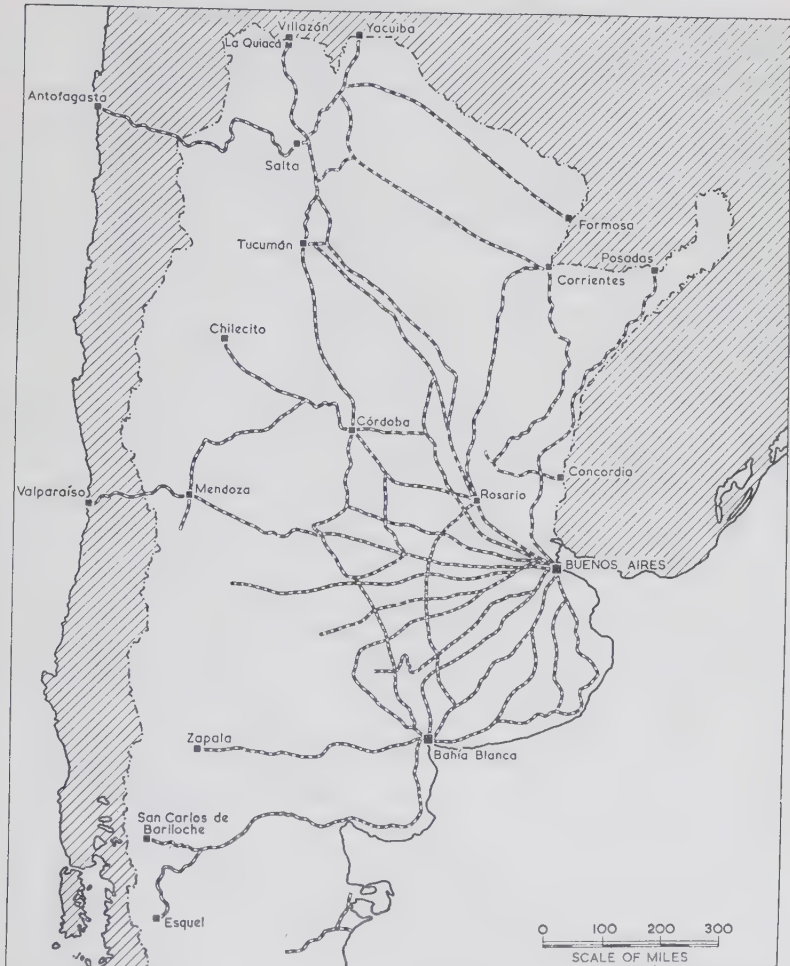 Villazón
Yacuiba
La Quiacá
Antofagasta
Salta
Formosa
Tucumán
Posadas
Corrientes
Chilecito
Córdoba
Concordia
Valparaíso
Mendoza
Rosario
BUENOS AIRES
Zapala
Bahía Blanca
San Carlos de
Bariloche
Esquel
0 100 200 300
SCALE OF MILES